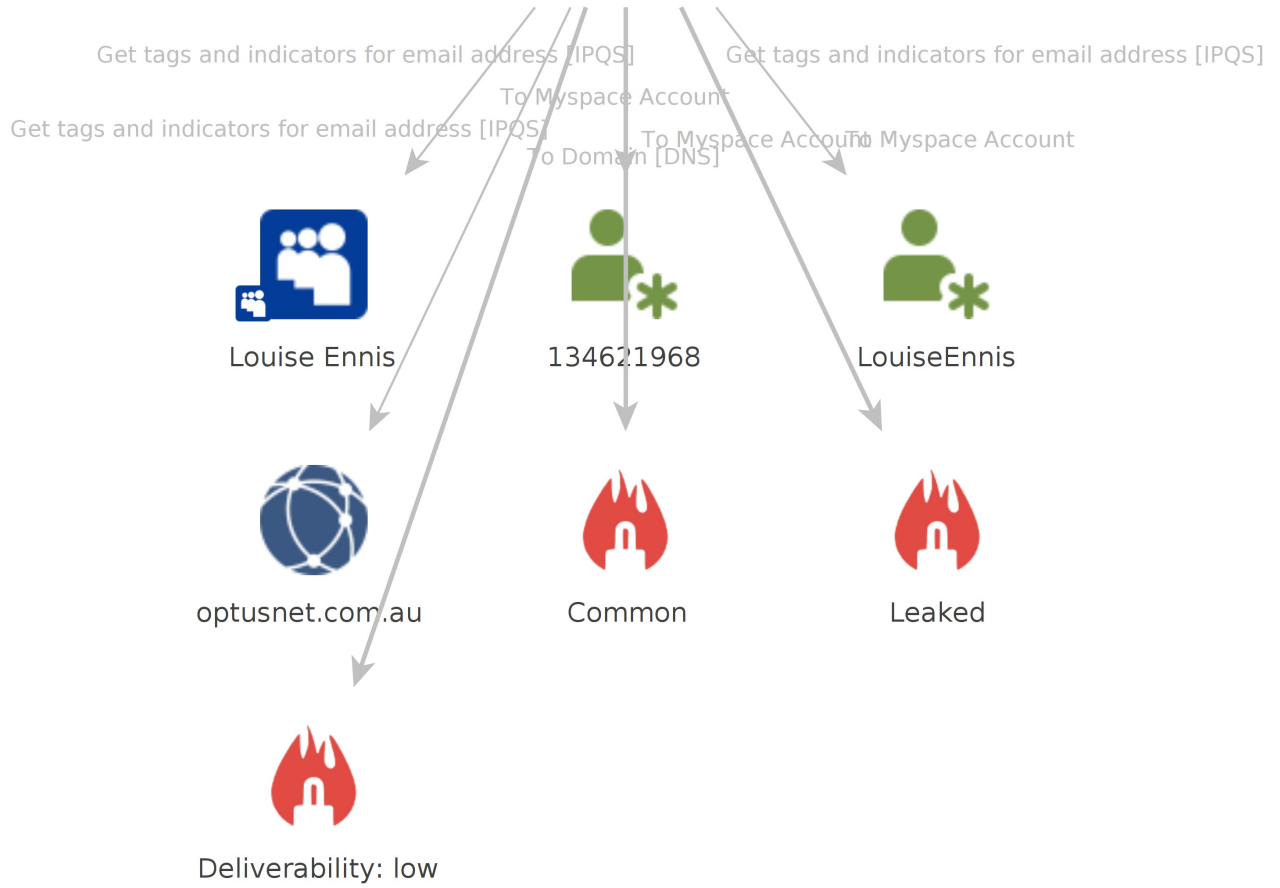 Get tags and indicators for email address [IPQS]
Get tags and indicators for email address [IPQS]
To Myspace Account
Get tags and indicators for email address [IPQS]
To Myspace Account
To Myspace Account
To Domain [DNS]
Louise Ennis
134621968
LouiseEnnis
optusnet.com.au
Common
Leaked
Deliverability: low